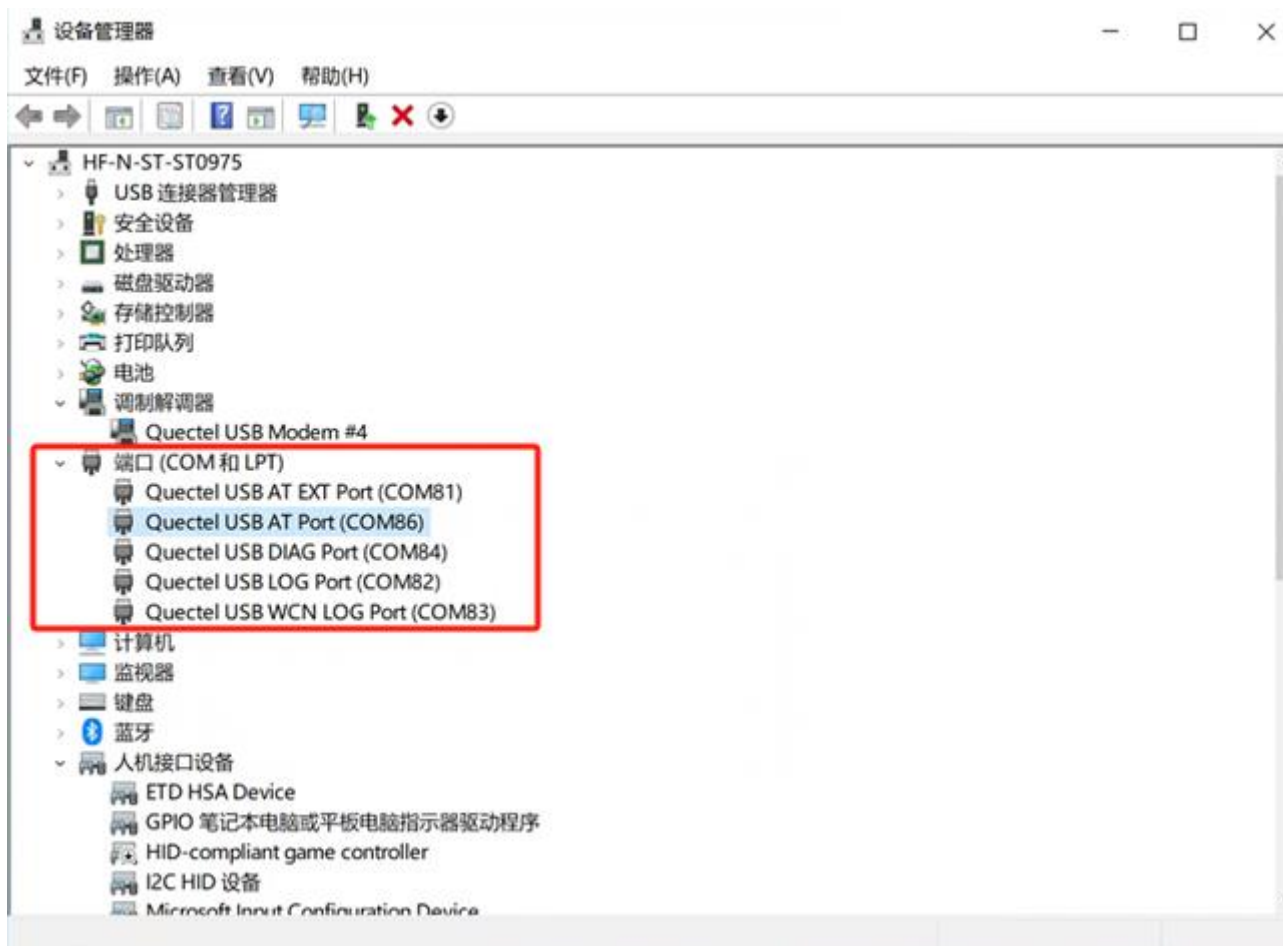 设备管理器
文件(F) 操作(A) 查看(V) 帮助(H)
HF-N-ST-ST0975
USB 连接器管理器
安全设备
处理器
磁盘驱动器
存储控制器
打印队列
电池
调制解调器
Quectel USB Modem #4
端口 (COM 和 LPT)
Quectel USB AT EXT Port (COM81)
Quectel USB AT Port (COM86)
Quectel USB DIAG Port (COM84)
Quectel USB LOG Port (COM82)
Quectel USB WCN LOG Port (COM83)
计算机
监视器
键盘
蓝牙
人机接口设备
ETD HSA Device
GPIO 笔记本电脑或平板电脑指示器驱动程序
HID-compliant game controller
I2C HID 设备
Microsoft Input Configuration Device